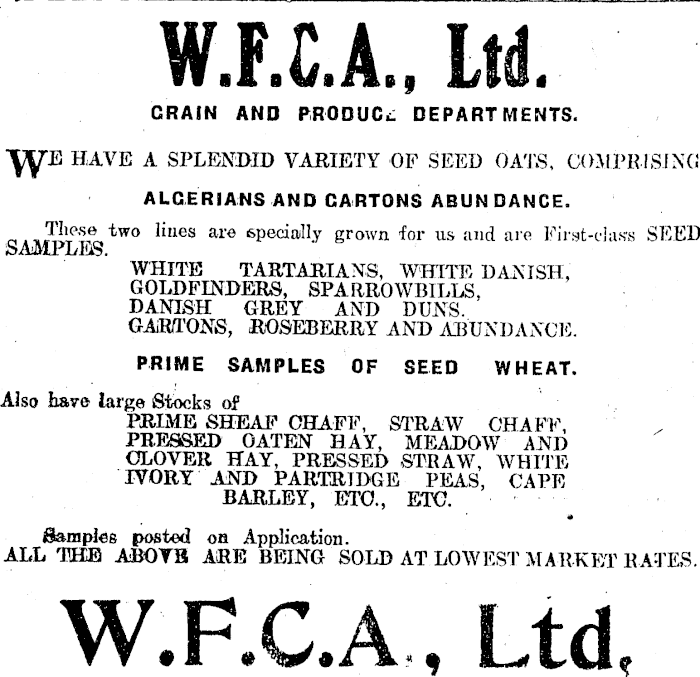 W.F.C.A., Ltd.
GRAIN AND PRODUCE DEPARTMENTS.
WE HAVE A SPLENDID VARIETY OF SEED OATS, COMPRISING
ALGERIANS AND GARTONS ABUNDANCE.
These two lines are specially grown for us and are First-class SEED
SAMPLES.
WHITE TARTARIANS, WHITE DANISH,
GOLDFINDERS, SPARROWBILLS,
DANISH GREY AND DUNS.
GARTONS, ROSEBERRY AND ABUNDANCE.
PRIME SAMPLES OF SEED WHEAT.
Also have large Stocks of
PRIME SHEAF CHAFF, STRAW CHAFF,
PRESSED OATEN HAY, MEADOW AND
CLOVER HAY, PRESSED STRAW, WHITE
IVORY AND PARTRIDGE PEAS, CAPE
BARLEY, ETC., ETC.
Samples posted on Application.
ALL THE ABOVE ARE BEING SOLD AT LOWEST MARKET RATES.
W.F.C.A., Ltd.